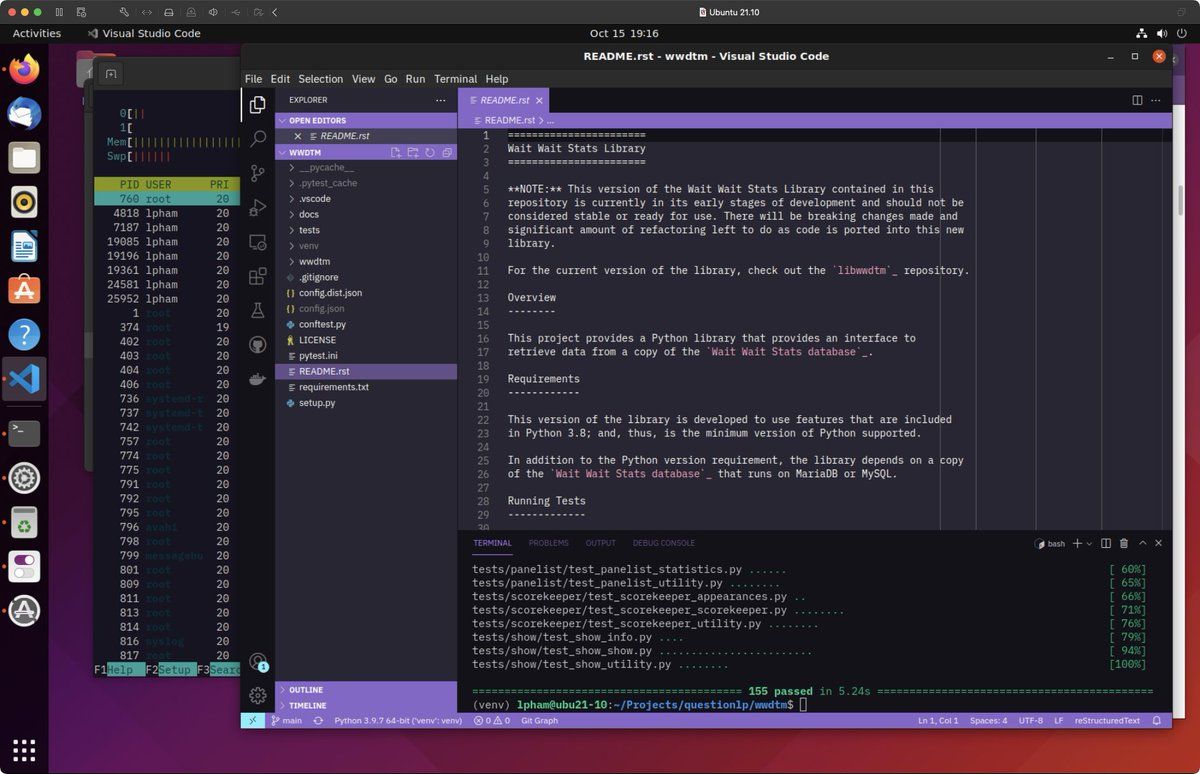 Ubuntu 21.10
Activities
Visual Studio Code
Oct 15 19:16
README.rst - wwdtm - Visual Studio Code
File Edit Selection View Go Run Terminal Help
0[||
1[
Mem[||||||||||||||||
Swp[||||||
PID USER PRI
760 root 20
4818 lpham 20
7187 lpham 20
19085 lpham 20
19196 lpham 20
19361 lpham 20
24581 lpham 20
25952 lpham 20
1 root 20
374 root 19
402 root 20
403 root 20
404 root 20
406 root 20
736 systemd-r 20
737 systemd-t 20
742 systemd-t 20
757 root 20
774 root 20
775 root 20
791 root 20
792 root 20
795 root 20
796 avahi 20
798 root 20
799 messagebu 20
801 root 20
809 root 20
811 root 20
813 root 20
814 root 20
816 syslog 20
817 root 20
F1Help F2Setup F3Sear
EXPLORER
OPEN EDITORS
README.rst
WWDTM
__pycache__
.pytest_cache
.vscode
docs
tests
venv
wwdtm
.gitignore
config.dist.json
config.json
conftest.py
LICENSE
pytest.ini
README.rst
requirements.txt
setup.py
OUTLINE
TIMELINE
README.rst
README.rst > ...
1 =======================
2 Wait Wait Stats Library
3 =======================
4
5 **NOTE:** This version of the Wait Wait Stats Library contained in this
6 repository is currently in its early stages of development and should not be
7 considered stable or ready for use. There will be breaking changes made and
8 significant amount of refactoring left to do as code is ported into this new
9 library.
10
11 For the current version of the library, check out the `libwwdtm`_ repository.
12
13 Overview
14 --------
15
16 This project provides a Python library that provides an interface to
17 retrieve data from a copy of the `Wait Wait Stats database`_.
18
19 Requirements
20 ------------
21
22 This version of the library is developed to use features that are included
23 in Python 3.8; and, thus, is the minimum version of Python supported.
24
25 In addition to the Python version requirement, the library depends on a copy
26 of the `Wait Wait Stats database`_ that runs on MariaDB or MySQL.
27
28 Running Tests
29 -------------
30
TERMINAL PROBLEMS OUTPUT DEBUG CONSOLE
bash
tests/panelist/test_panelist_statistics.py ...... [ 60%]
tests/panelist/test_panelist_utility.py ........ [ 65%]
tests/scorekeeper/test_scorekeeper_appearances.py .. [ 66%]
tests/scorekeeper/test_scorekeeper_scorekeeper.py ........ [ 71%]
tests/scorekeeper/test_scorekeeper_utility.py ........ [ 76%]
tests/show/test_show_info.py .... [ 79%]
tests/show/test_show_show.py ........................ [ 94%]
tests/show/test_show_utility.py ........ [100%]
======================================== 155 passed in 5.24s =========================================
(venv) lpham@ubu21-10:~/Projects/questionlp/wwdtm$
1
main
Python 3.9.7 64-bit ('venv': venv)
0 0
Git Graph
Ln 1, Col 1
Spaces: 4
UTF-8
LF
reStructuredText